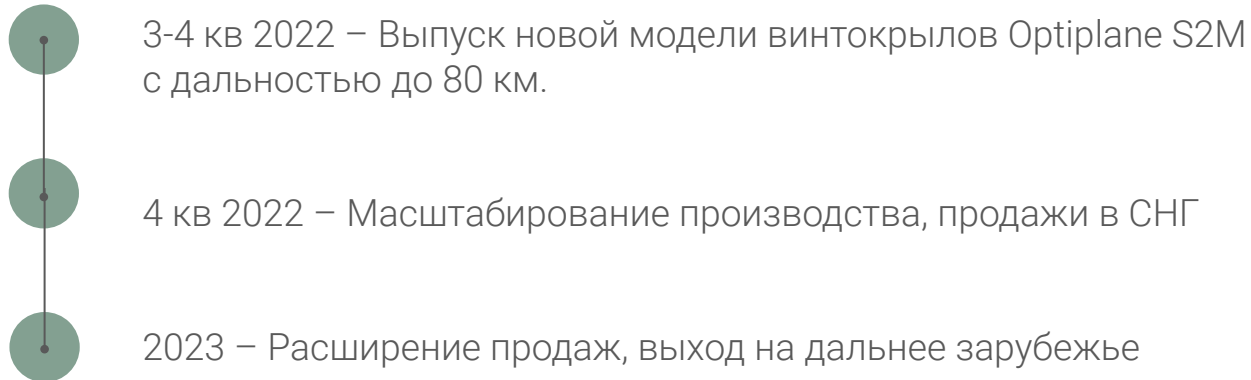 3-4 кв 2022 – Выпуск новой модели винтокрылов Optiplane S2M
с дальностью до 80 км.
4 кв 2022 – Масштабирование производства, продажи в СНГ
2023 – Расширение продаж, выход на дальнее зарубежье